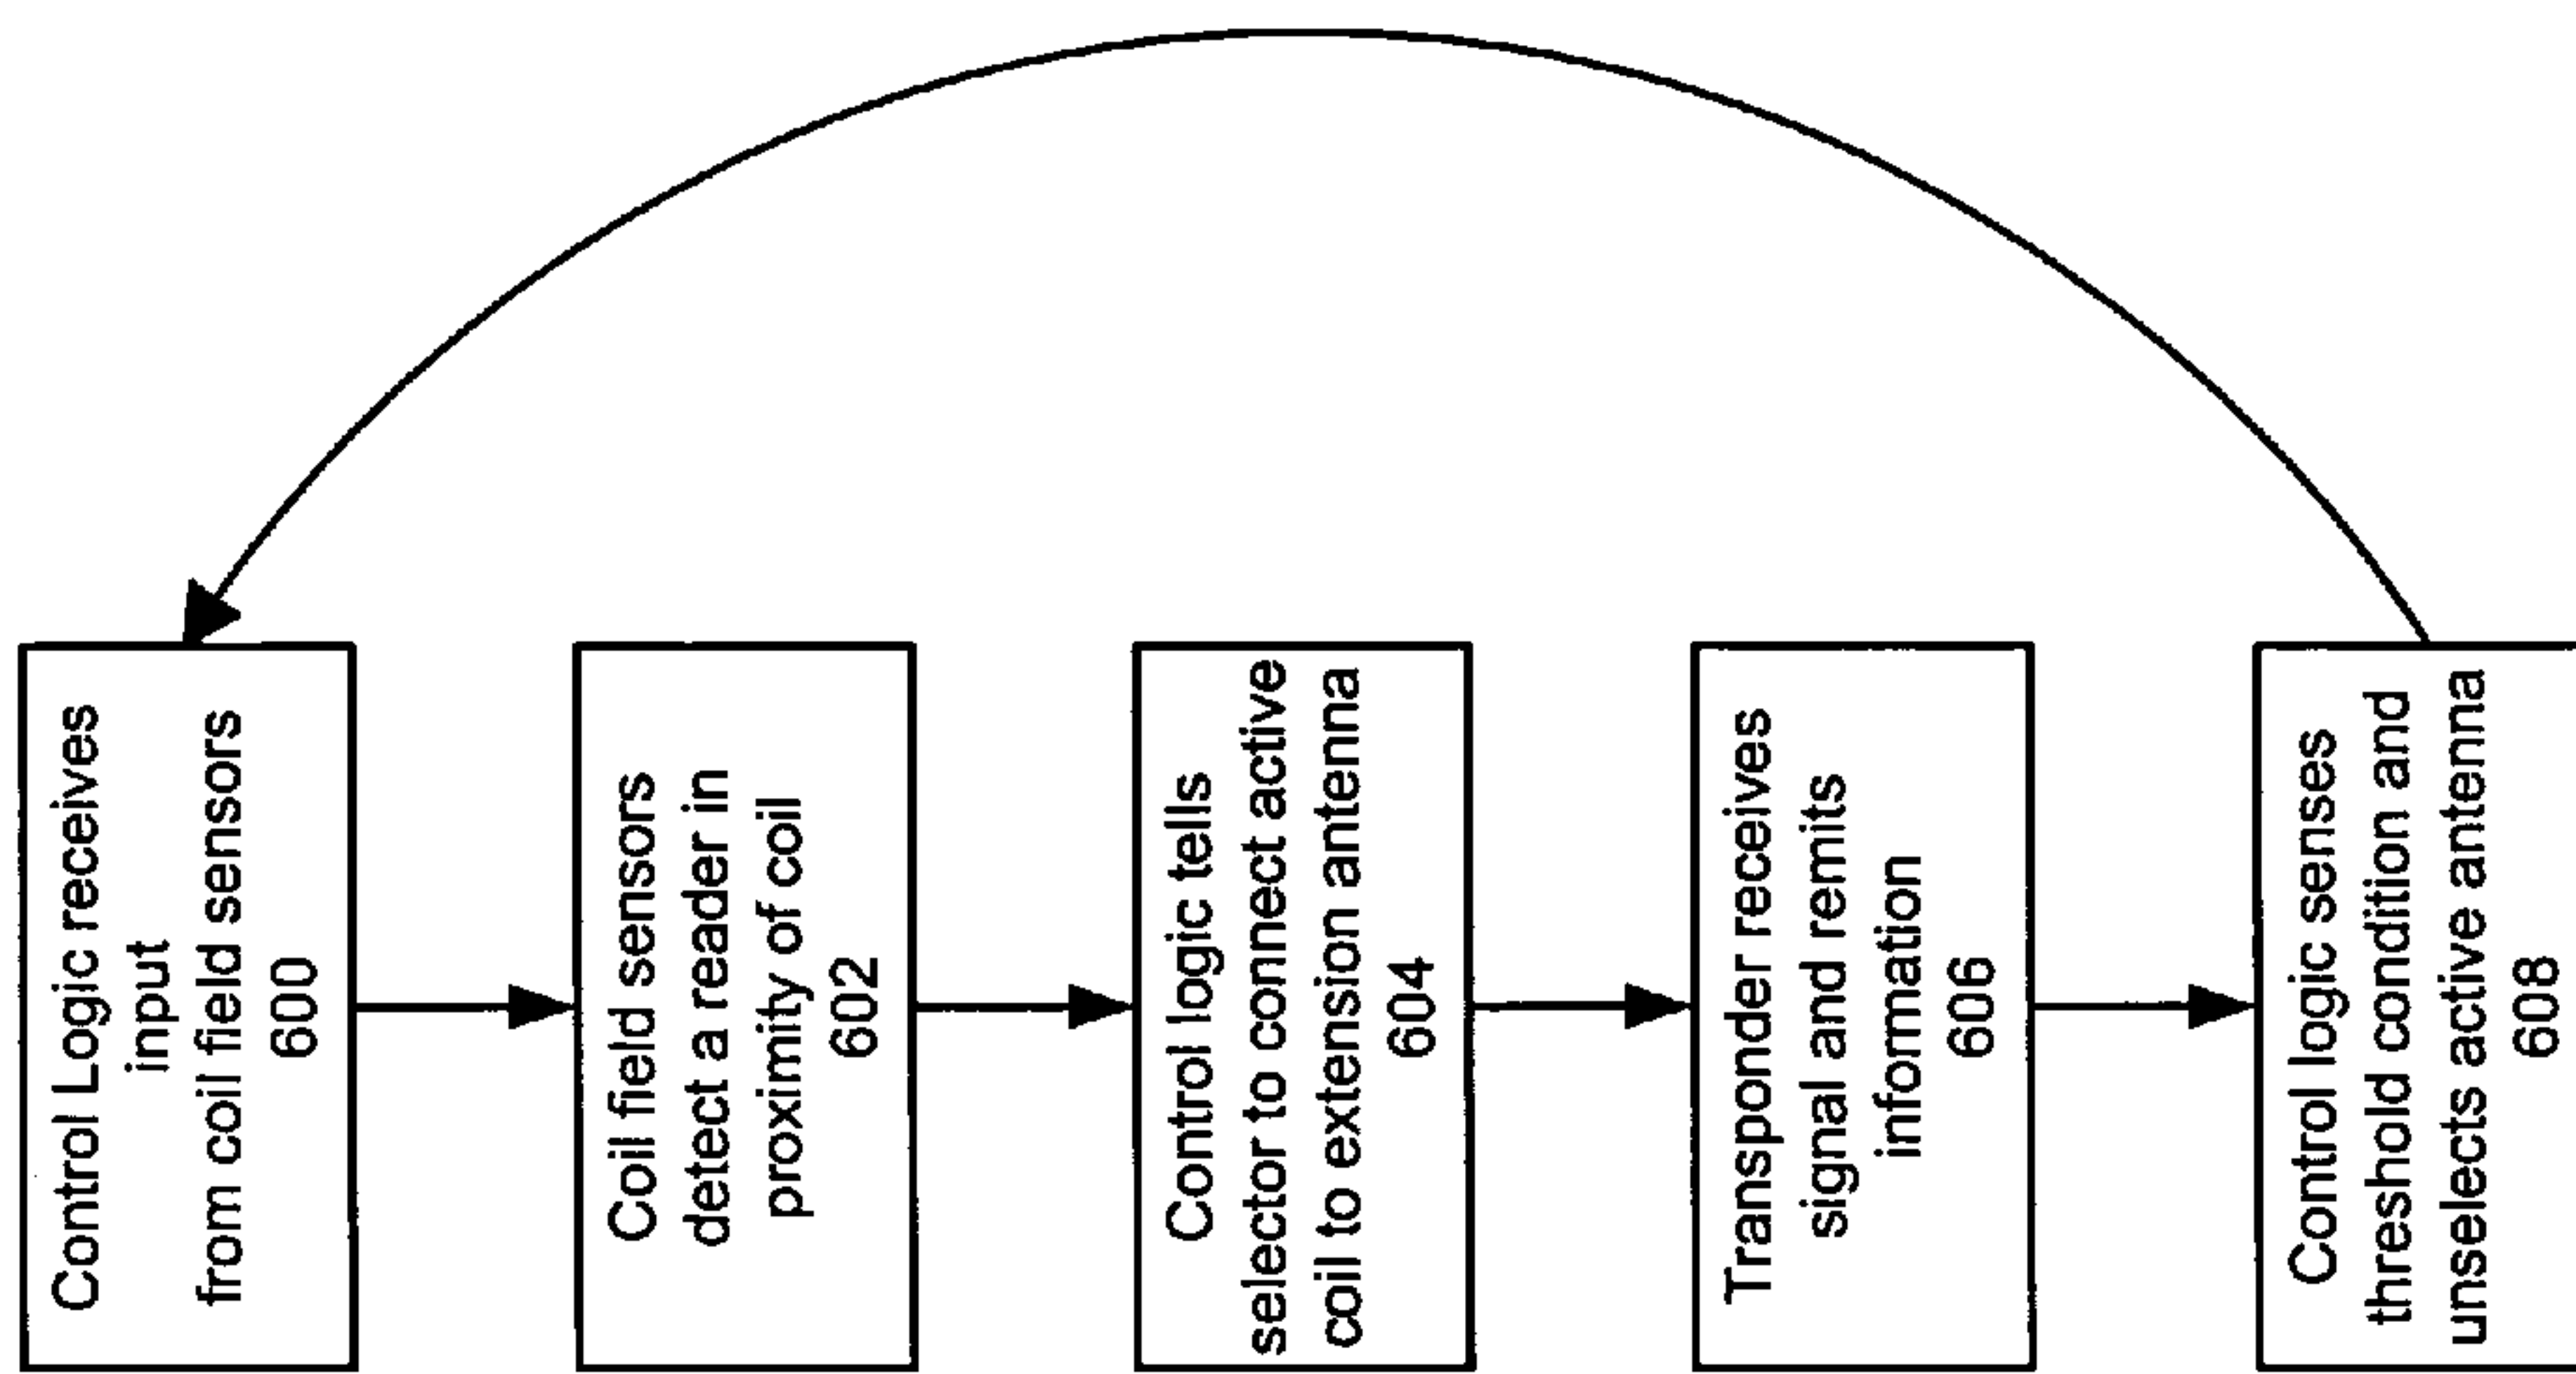 Control Logic receives
input
from coil field sensors
600
Coil field sensors
detect a reader in
proximity of coil
602
Control logic tells
selector to connect active
coil to extension antenna
604
Transponder receives
signal and remits
information
606
Control logic senses
threshold condition and
unselects active antenna
608